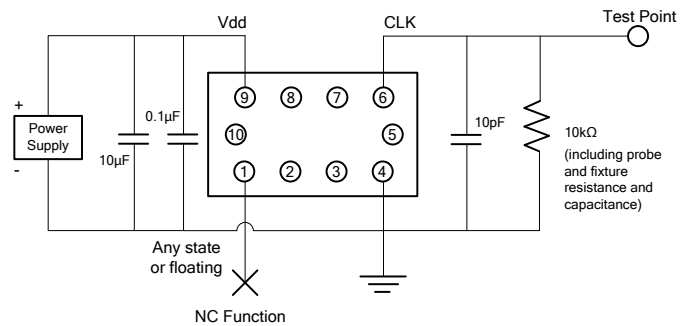 Vdd
CLK
Test Point
+
Power
Supply
-
10µF
0.1µF
9
8
7
6
10
5
1
2
3
4
10pF
10kΩ
(including probe
and fixture
resistance and
capacitance)
Any state
or floating
NC Function